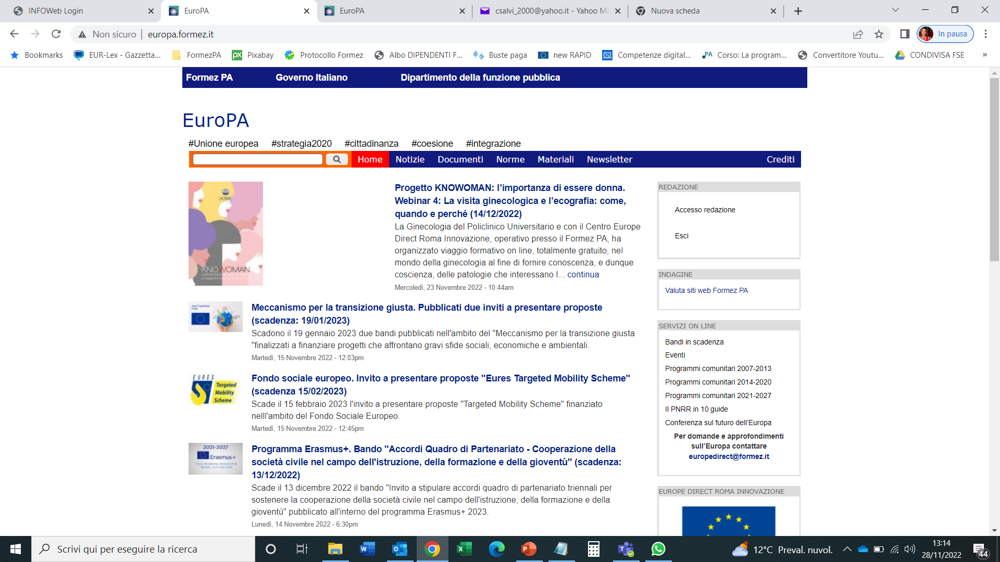 INFOWeb Login
EuroPA
EuroPA
csalvi_2000@yahoo.it - Yahoo Ma
Nuova scheda
Non sicuro
europa.formez.it
In pausa
Bookmarks
EUR-Lex - Gazzetta...
FormezPA
Pixabay
Protocollo Formez
Albo DIPENDENTI F...
Buste paga
new RAPID
Competenze digital...
Corso: La program...
Convertitore Youtu...
CONDIVISA FSE
»
Formez PA
Governo Italiano
Dipartimento della funzione pubblica
EuroPA
#Unione europea #strategia2020 #cittadinanza #coesione #integrazione
Home Notizie Documenti Norme Materiali Newsletter Crediti
UCBM
KNOWOMAN
Progetto KNOWOMAN: l’importanza di essere donna.
Webinar 4: La visita ginecologica e l’ecografia: come,
quando e perché (14/12/2022)
La Ginecologia del Policlinico Universitario e con il Centro Europe
Direct Roma Innovazione, operativo presso il Formez PA, ha
organizzato viaggio formativo on line, totalmente gratuito, nel
mondo della ginecologia al fine di fornire conoscenza, e dunque
coscienza, delle patologie che interessano l... continua
Mercoledì, 23 Novembre 2022 - 10:44am
Just Transition
Fund
Meccanismo per la transizione giusta. Pubblicati due inviti a presentare proposte
(scadenza: 19/01/2023)
Scadono il 19 gennaio 2023 due bandi pubblicati nell'ambito del "Meccanismo per la transizione giusta
"finalizzati a finanziare progetti che affrontano gravi sfide sociali, economiche e ambientali.
Martedì, 15 Novembre 2022 - 12:03pm
EURES
Targeted
Mobility
Scheme
Fondo sociale europeo. Invito a presentare proposte "Eures Targeted Mobility Scheme"
(scadenza 15/02/2023)
Scade il 15 febbraio 2023 l'invito a presentare proposte "Targeted Mobility Scheme" finanziato
nelll'ambito del Fondo Sociale Europeo.
Martedì, 15 Novembre 2022 - 12:45pm
2021-2027
Erasmus+
Programma Erasmus+. Bando "Accordi Quadro di Partenariato - Cooperazione della
società civile nel campo dell'istruzione, della formazione e della gioventù" (scadenza:
13/12/2022)
Scade il 13 dicembre 2022 il bando "Invito a stipulare accordi quadro di partenariato triennali per
sostenere la cooperazione della società civile nel campo dell'istruzione, della formazione e della
gioventù" pubblicato all'interno del programma Erasmus+ 2023.
Lunedì, 14 Novembre 2022 - 6:30pm
REDAZIONE
Accesso redazione
Esci
INDAGINE
Valuta siti web Formez PA
SERVIZI ON LINE
Bandi in scadenza
Eventi
Programmi comunitari 2007-2013
Programmi comunitari 2014-2020
Programmi comunitari 2021-2027
Il PNRR in 10 guide
Conferenza sul futuro dell’Europa
Per domande e approfondimenti
sull’Europa contattare
europedirect@formez.it
EUROPE DIRECT ROMA INNOVAZIONE
Scrivi qui per eseguire la ricerca
12°C Preval. nuvol.
13:14
28/11/2022
44